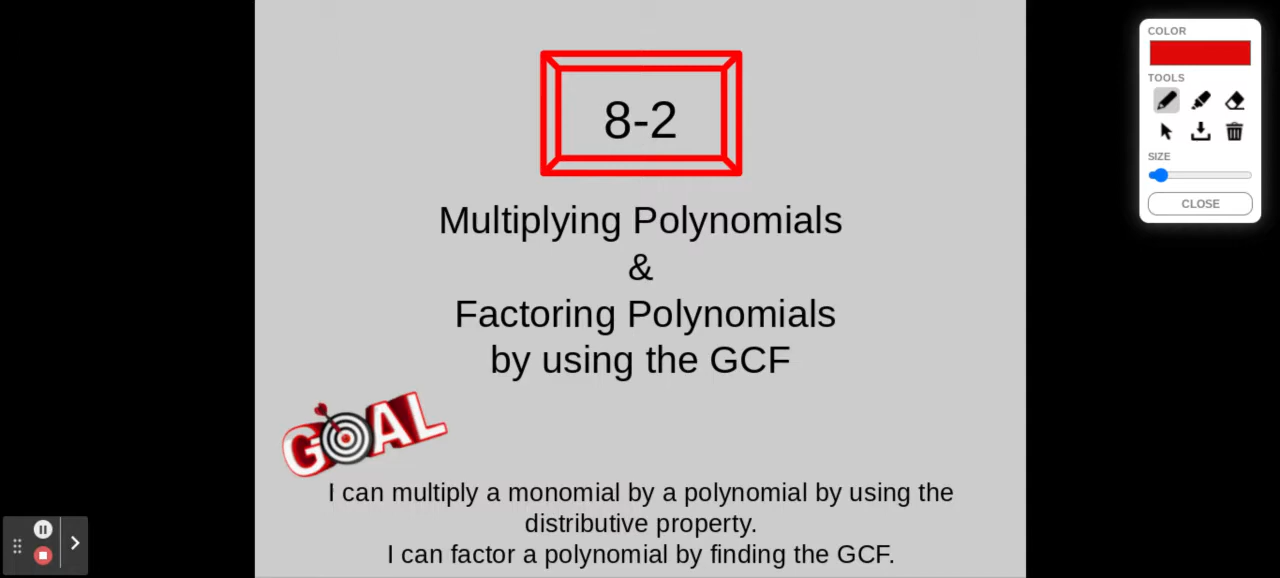 8-2
Multiplying Polynomials
&
Factoring Polynomials
by using the GCF
GOAL
I can multiply a monomial by a polynomial by using the
distributive property.
I can factor a polynomial by finding the GCF.
COLOR
TOOLS
SIZE
CLOSE